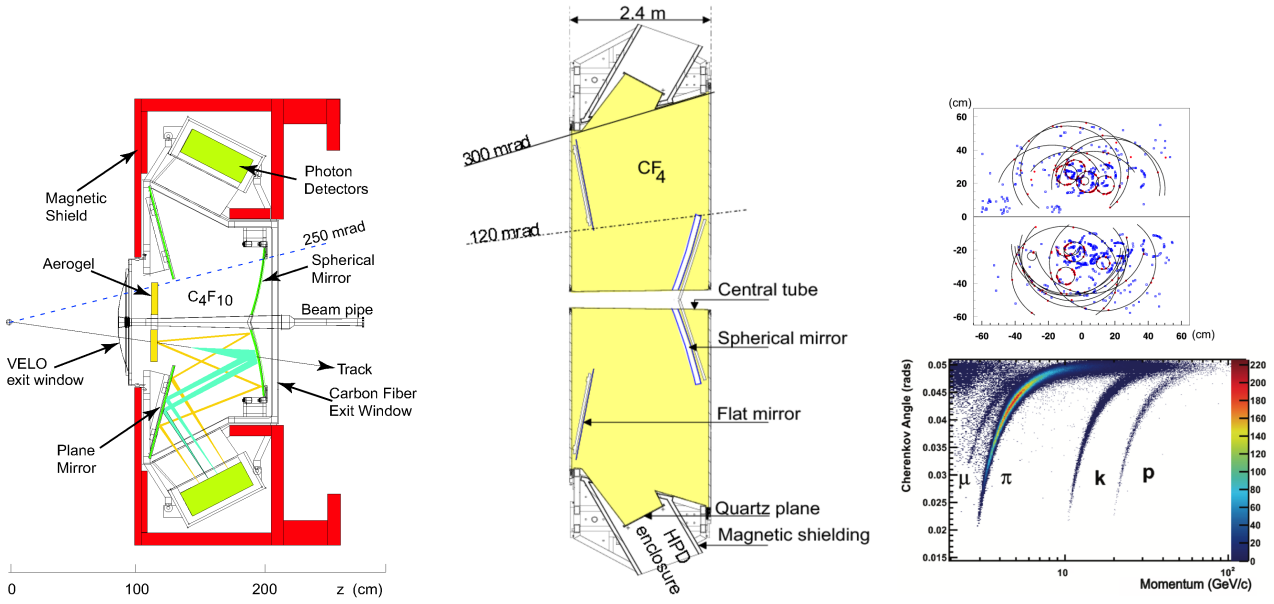 Magnetic
Shield
Photon
Detectors
250 mrad
Aerogel
C4F10
Spherical
Mirror
Beam pipe
VELO
exit window
Track
Carbon Fiber
Exit Window
Plane
Mirror
0
100
200
z (cm)
2.4 m
300 mrad
CF4
120 mrad
Central tube
Spherical mirror
Flat mirror
Quartz plane
Magnetic shielding
HPD
enclosure
(cm)
60
40
20
0
-20
-40
-60
-60 -40 -20 0 20 40 60 (cm)
Cherenkov Angle (rads)
0.05
0.045
0.04
0.035
0.03
0.025
0.02
0.015
μ π k p
220
200
180
160
140
120
100
80
60
40
20
0
10
10²
Momentum (GeV/c)